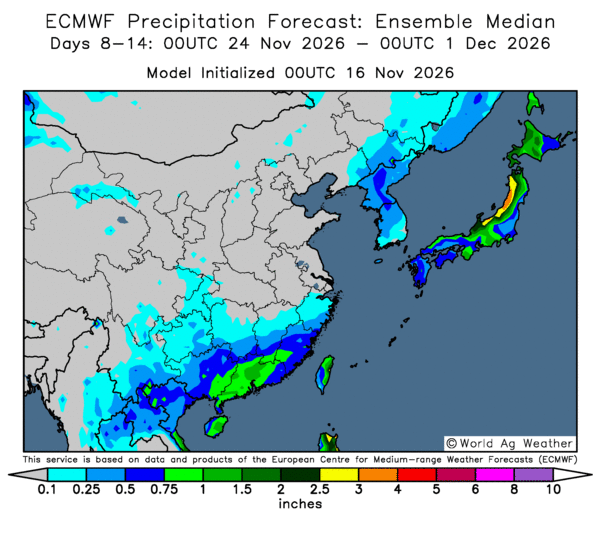 ECMWF Precipitation Forecast: Ensemble Median
Days 8-14: 00UTC 24 Nov 2026 - 00UTC 1 Dec 2026
Model Initialized 00UTC 16 Nov 2026
©World Ag Weather
This service is based on data and products of the European Centre for Medium-range Weather Forecasts (ECMWF)
0.1 0.25 0.5 0.75 1 1.5 2 2.5 3 4 5 6 8 10
inches